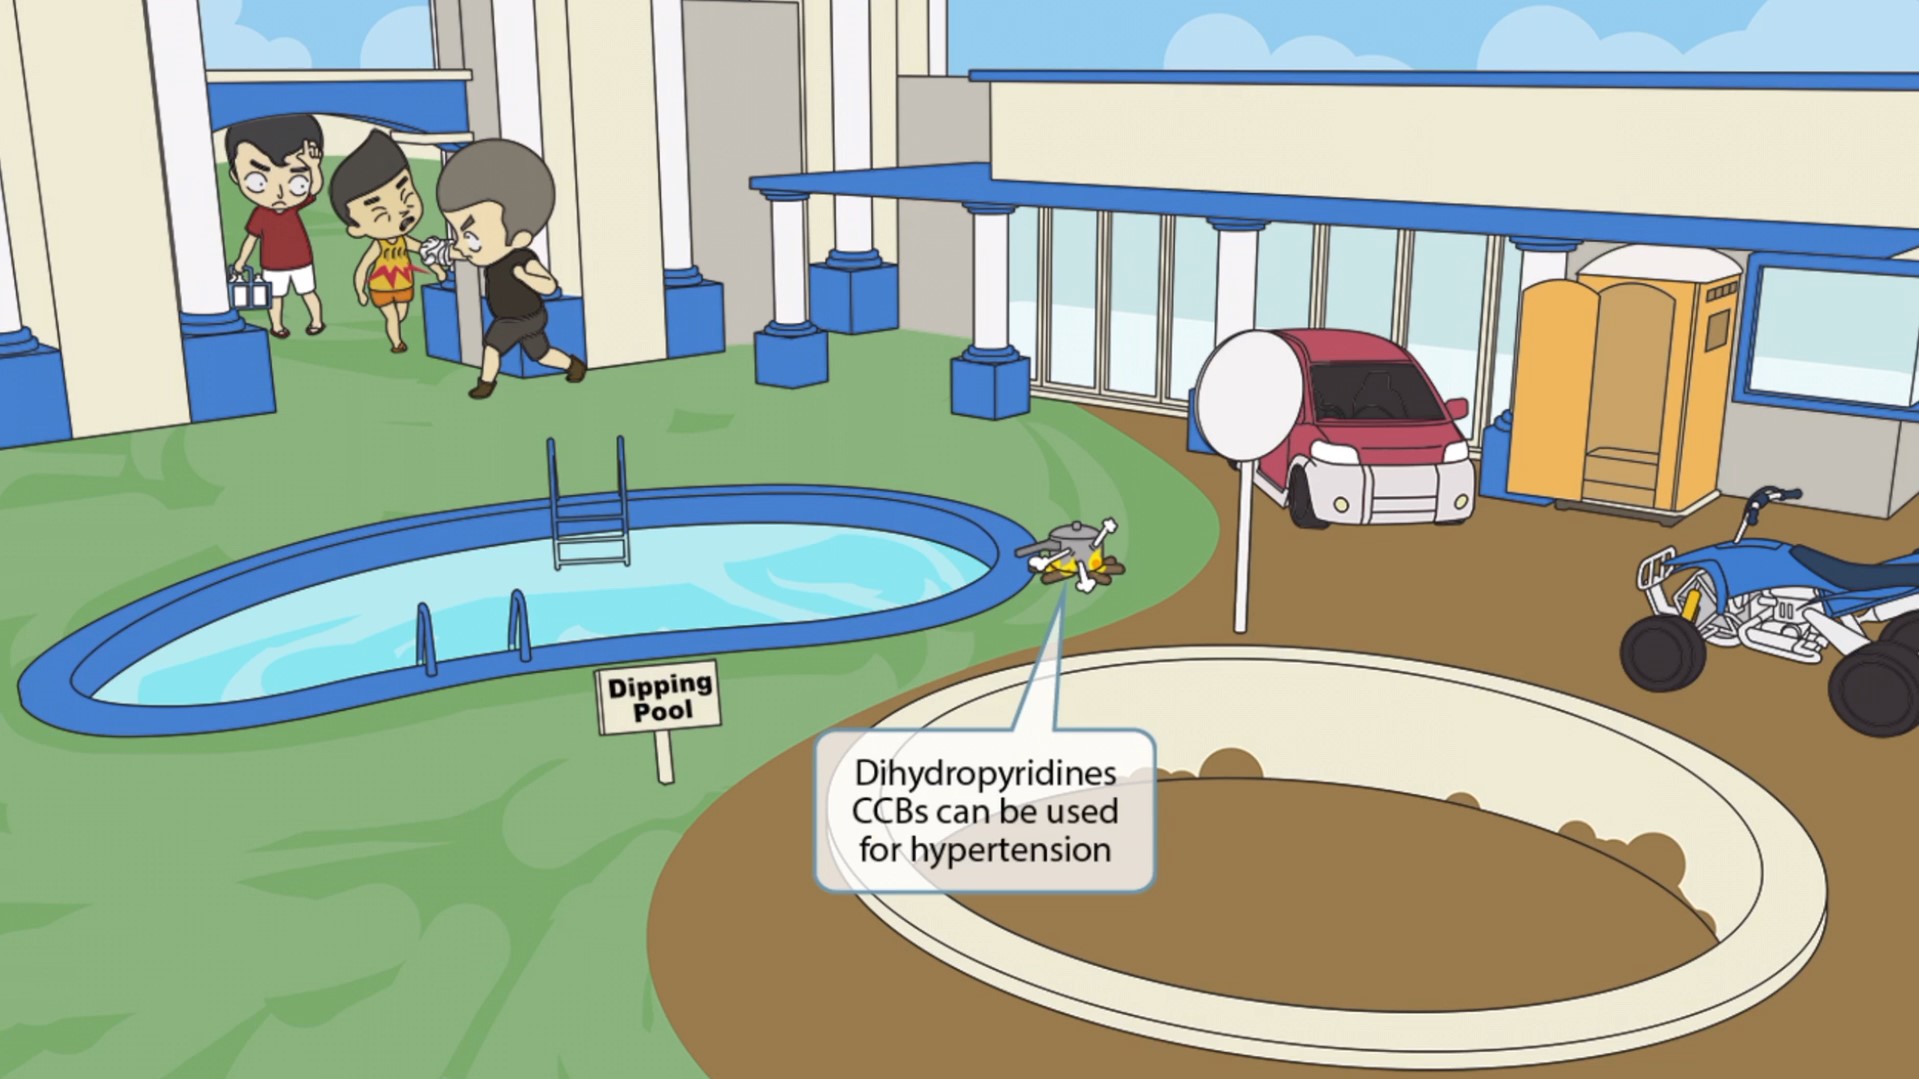 Dipping
Pool
Dihydropyridines
CCBs can be used
for hypertension